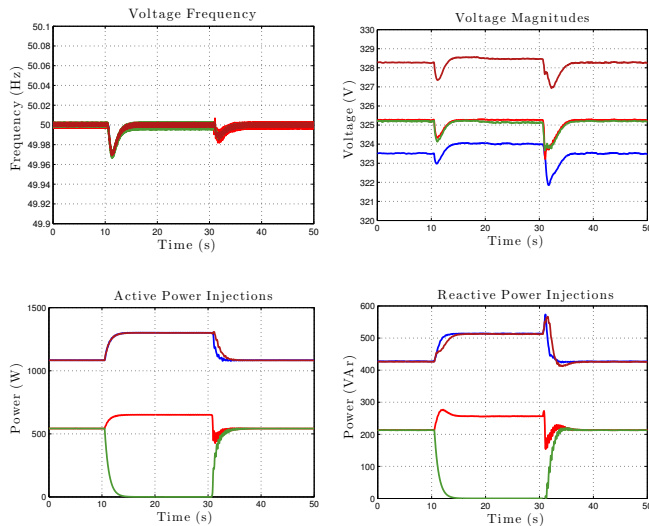 Voltage Frequency
50.1
50.08
50.06
50.04
50.02
50
49.98
49.96
49.94
49.92
49.9
Frequency (Hz)
0 10 20 30 40 50
Time (s)
Voltage Magnitudes
330
329
328
327
326
325
324
323
322
321
320
Voltage (V)
0 10 20 30 40 50
Time (s)
Active Power Injections
1500
1000
500
0
Power (W)
0 10 20 30 40 50
Time (s)
Reactive Power Injections
600
500
400
300
200
100
0
Power (VAr)
0 10 20 30 40 50
Time (s)